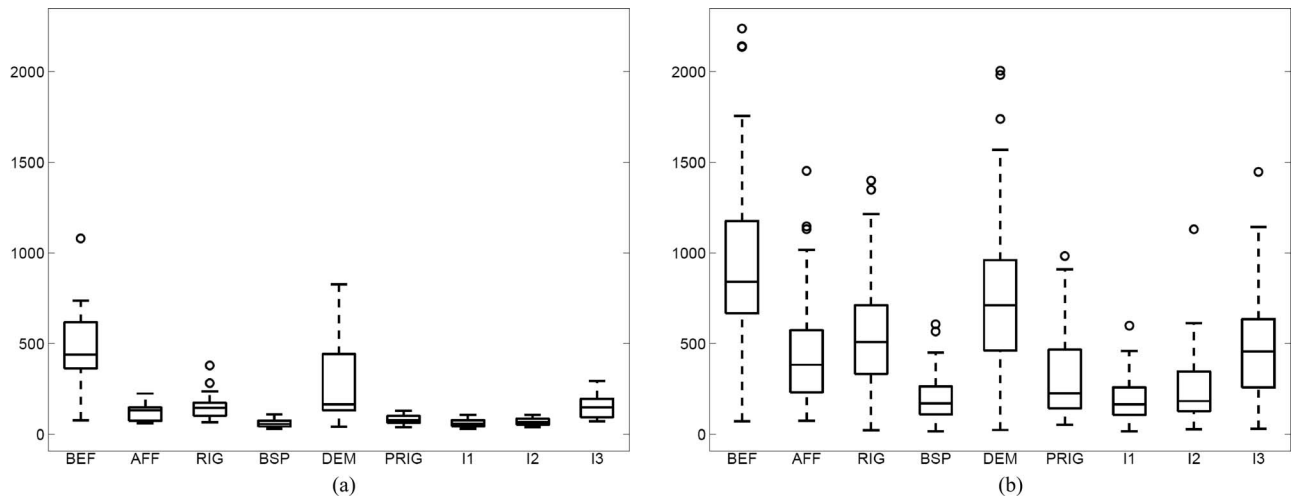 2000
1500
1000
500
0
BEF AFF RIG BSP DEM PRIG I1 I2 I3
(a)
2000
1500
1000
500
0
BEF AFF RIG BSP DEM PRIG I1 I2 I3
(b)